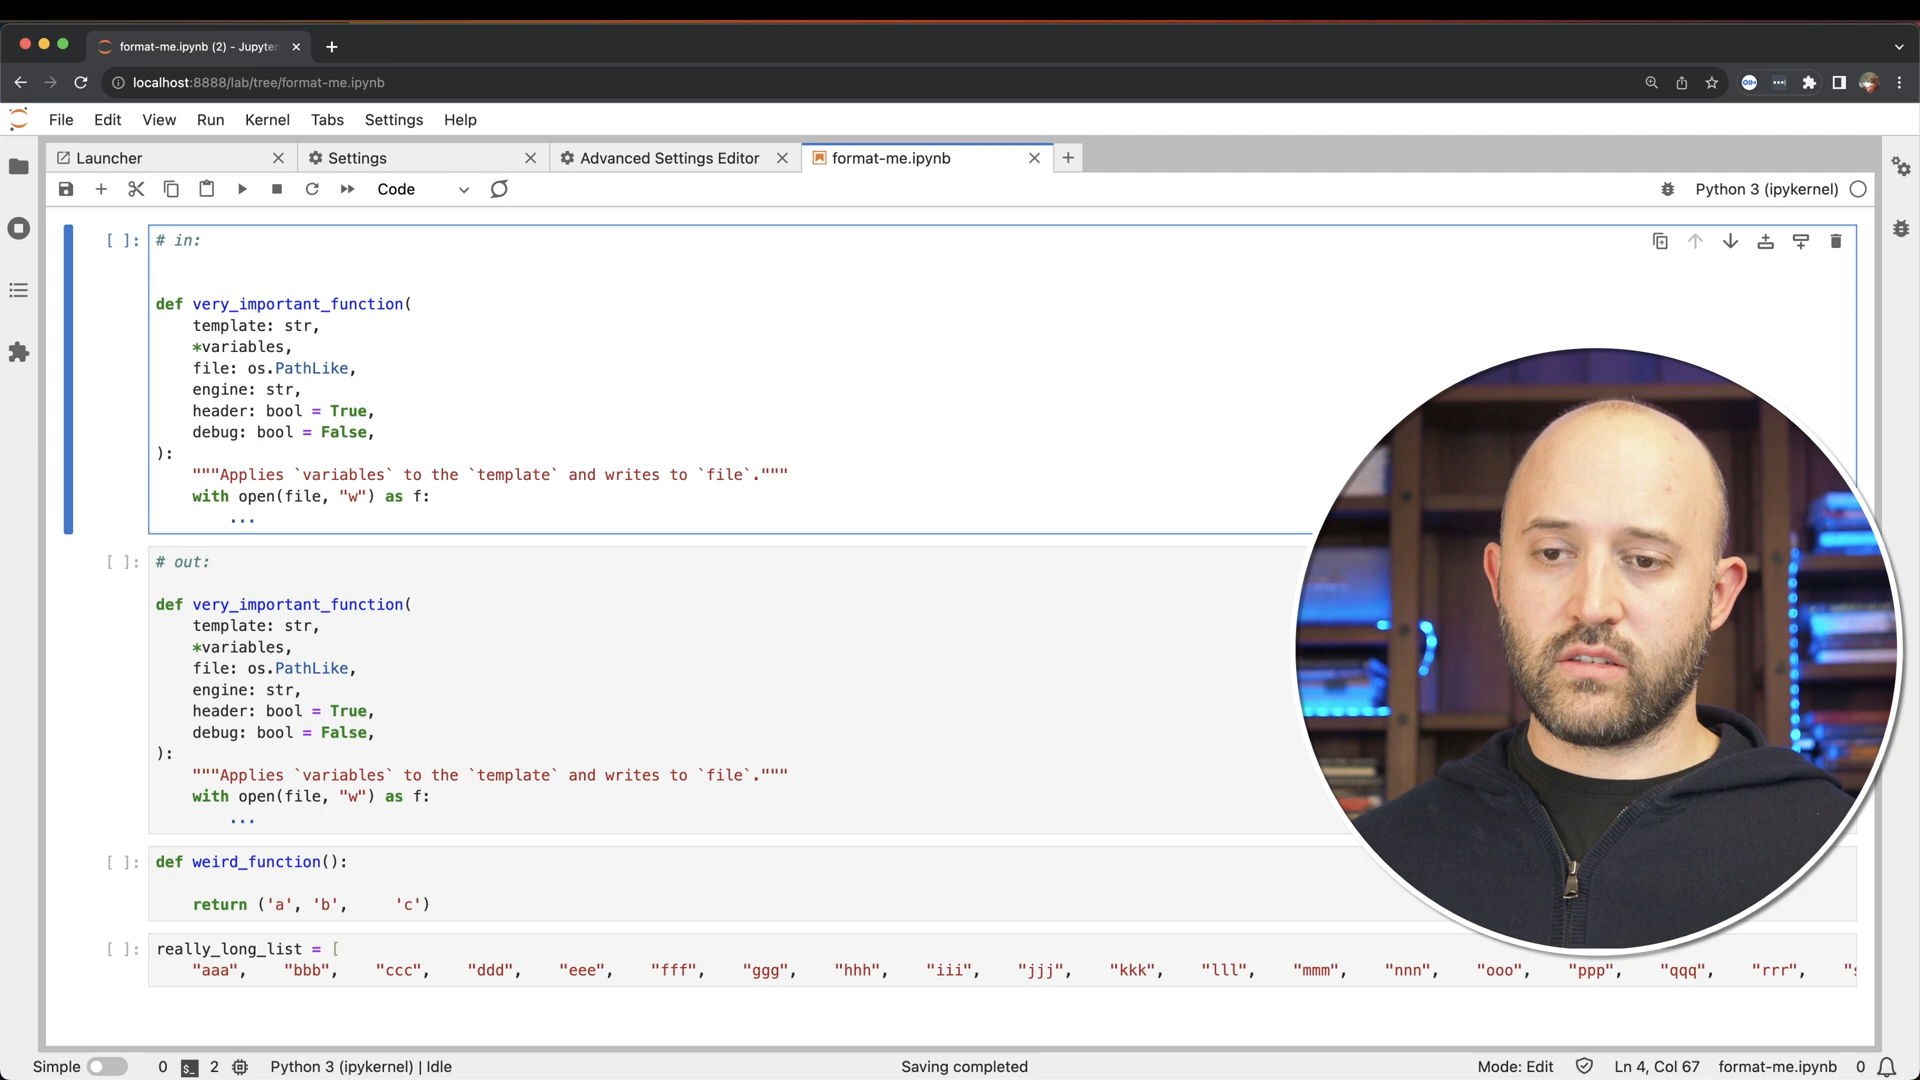 format-me.ipynb (2) - Jupyter
localhost:8888/lab/tree/format-me.ipynb
File Edit View Run Kernel Tabs Settings Help
Launcher Settings Advanced Settings Editor format-me.ipynb
Code Python 3 (ipykernel)
[ ]: # in:
def very_important_function(
template: str,
*variables,
file: os.PathLike,
engine: str,
header: bool = True,
debug: bool = False,
):
"""Applies `variables` to the `template` and writes to `file`."""
with open(file, "w") as f:
...
[ ]: # out:
def very_important_function(
template: str,
*variables,
file: os.PathLike,
engine: str,
header: bool = True,
debug: bool = False,
):
"""Applies `variables` to the `template` and writes to `file`."""
with open(file, "w") as f:
...
[ ]: def weird_function():
return ('a', 'b', 'c')
[ ]: really_long_list = [
"aaa", "bbb", "ccc", "ddd", "eee", "fff", "ggg", "hhh", "iii", "jjj", "kkk", "lll", "mmm", "nnn", "ooo", "ppp", "qqq", "rrr",
Simple 0 2 Python 3 (ipykernel) | Idle Saving completed Mode: Edit Ln 4, Col 67 format-me.ipynb 0